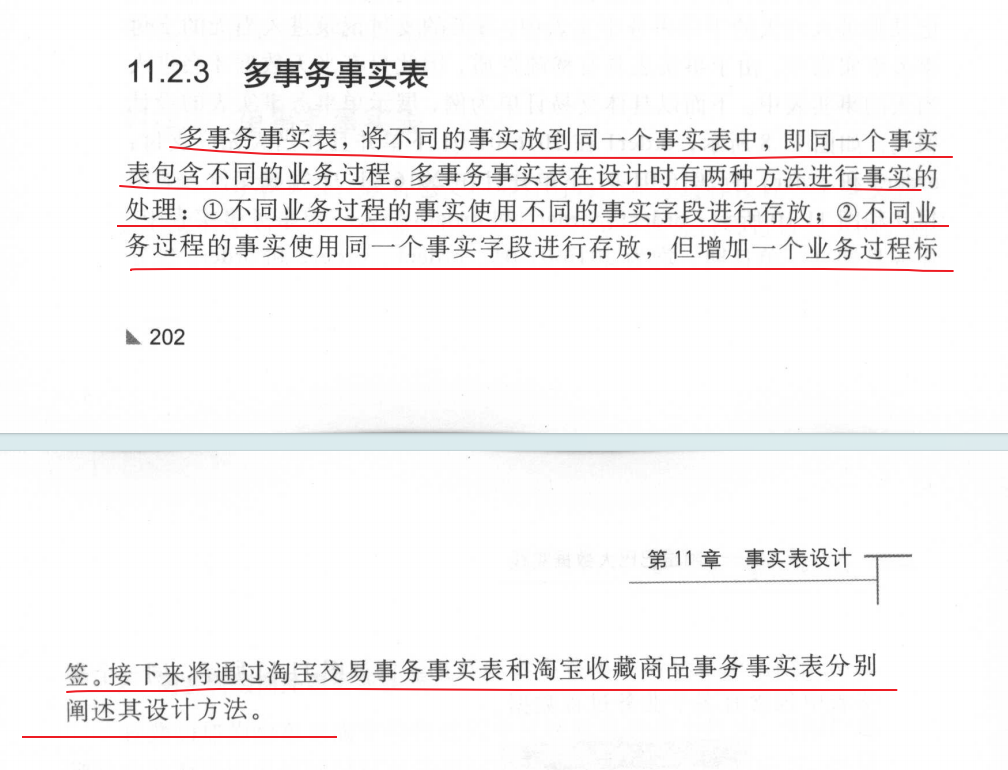 11.2.3 多事务事实表
多事务事实表，将不同的事实放到同一个事实表中，即同一个事实
表包含不同的业务过程。多事务事实表在设计时有两种方法进行事实的
处理：①不同业务过程的事实使用不同的事实字段进行存放；②不同业
务过程的事实使用同一个事实字段进行存放，但增加一个业务过程标
202
第 11 章 事实表设计
签。接下来将通过淘宝交易事务事实表和淘宝收藏商品事务事实表分别
阐述其设计方法。